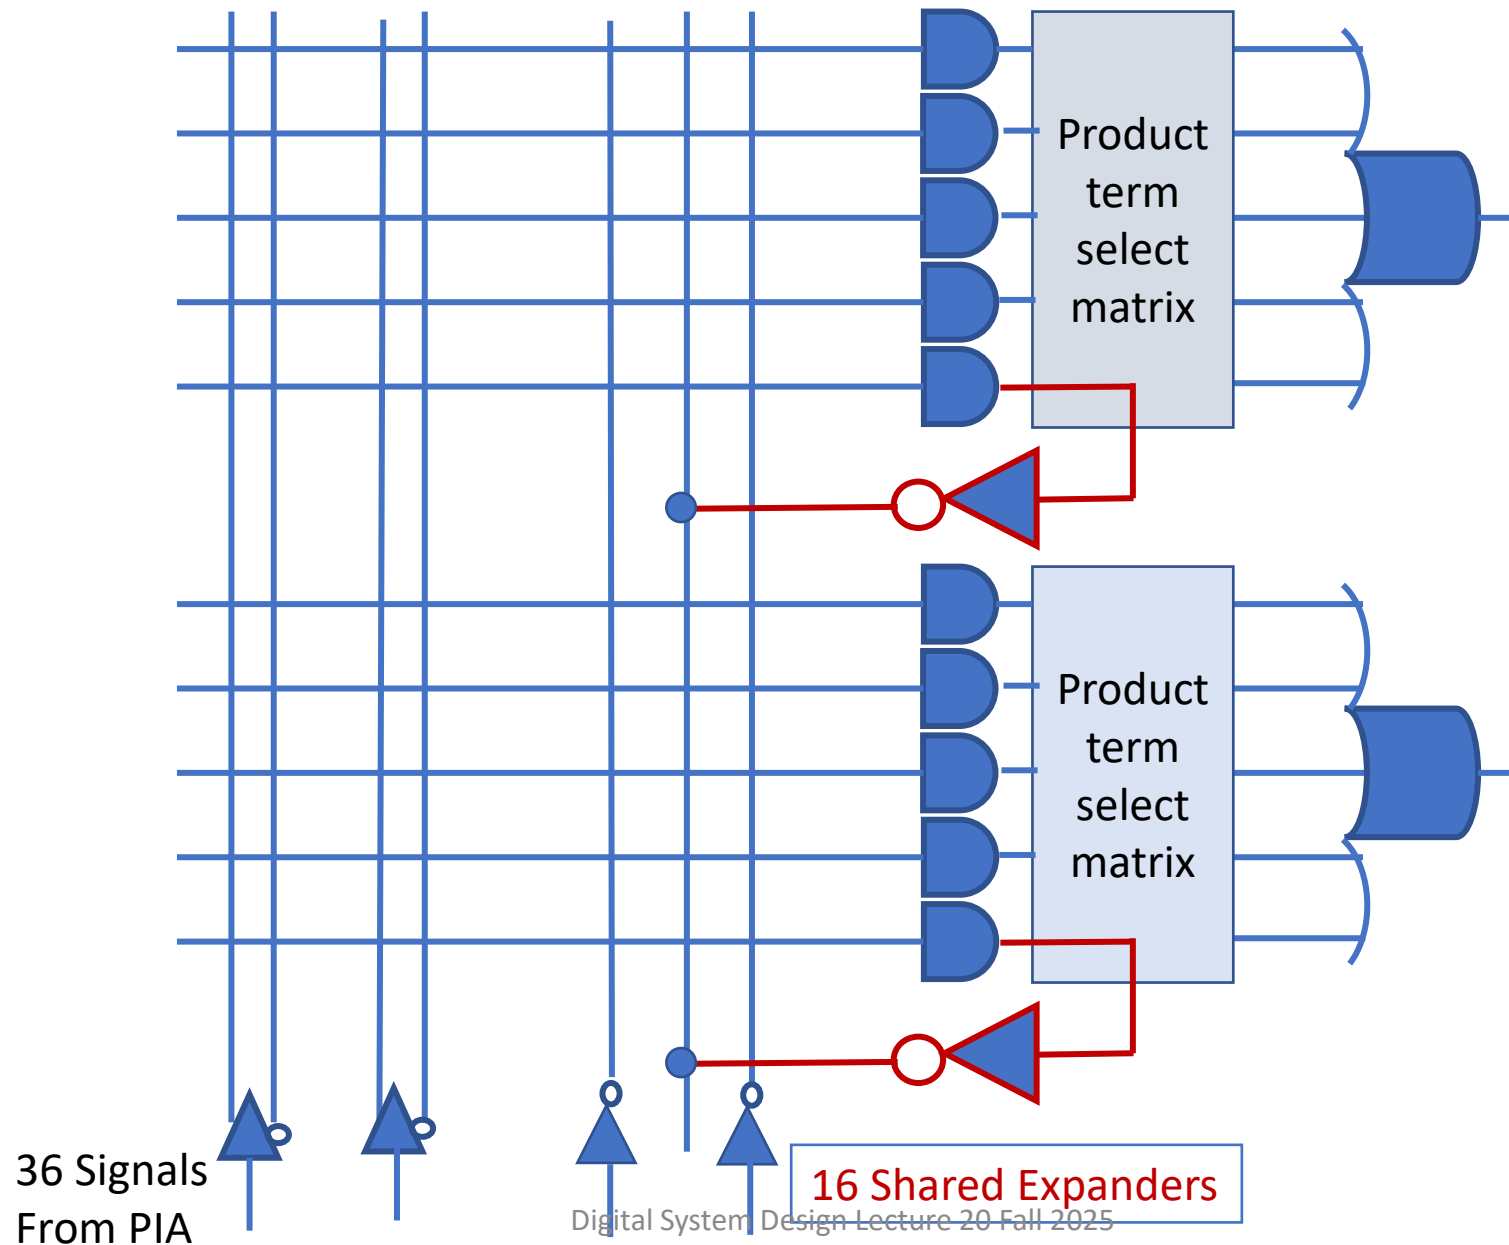 Product
term
select
matrix
Product
term
select
matrix
36 Signals
From PIA
16 Shared Expanders
Digital System Design Lecture 20 Fall 2025